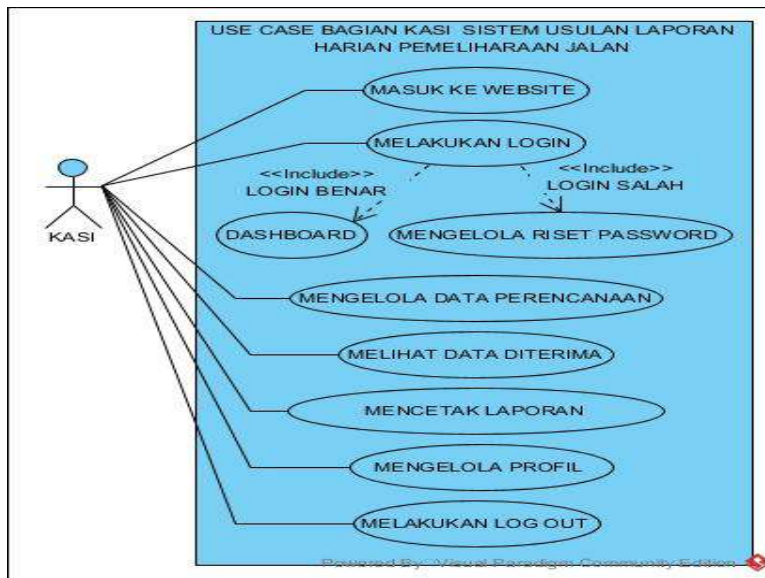 USE CASE BAGIAN KASI SISTEM USULAN LAPORAN
HARIAN PEMELIHARAAN JALAN
MASUK KE WEBSITE
MELAKUKAN LOGIN
<<Include>>
LOGIN BENAR
<<Include>>
LOGIN SALAH
KASI
DASHBOARD
MENGELOLA RISET PASSWORD
MENGELOLA DATA PERENCANAAN
MELIHAT DATA DITERIMA
MENCETAK LAPORAN
MENGELOLA PROFIL
MELAKUKAN LOG OUT
Powered By Visual Paradigm Community Edition